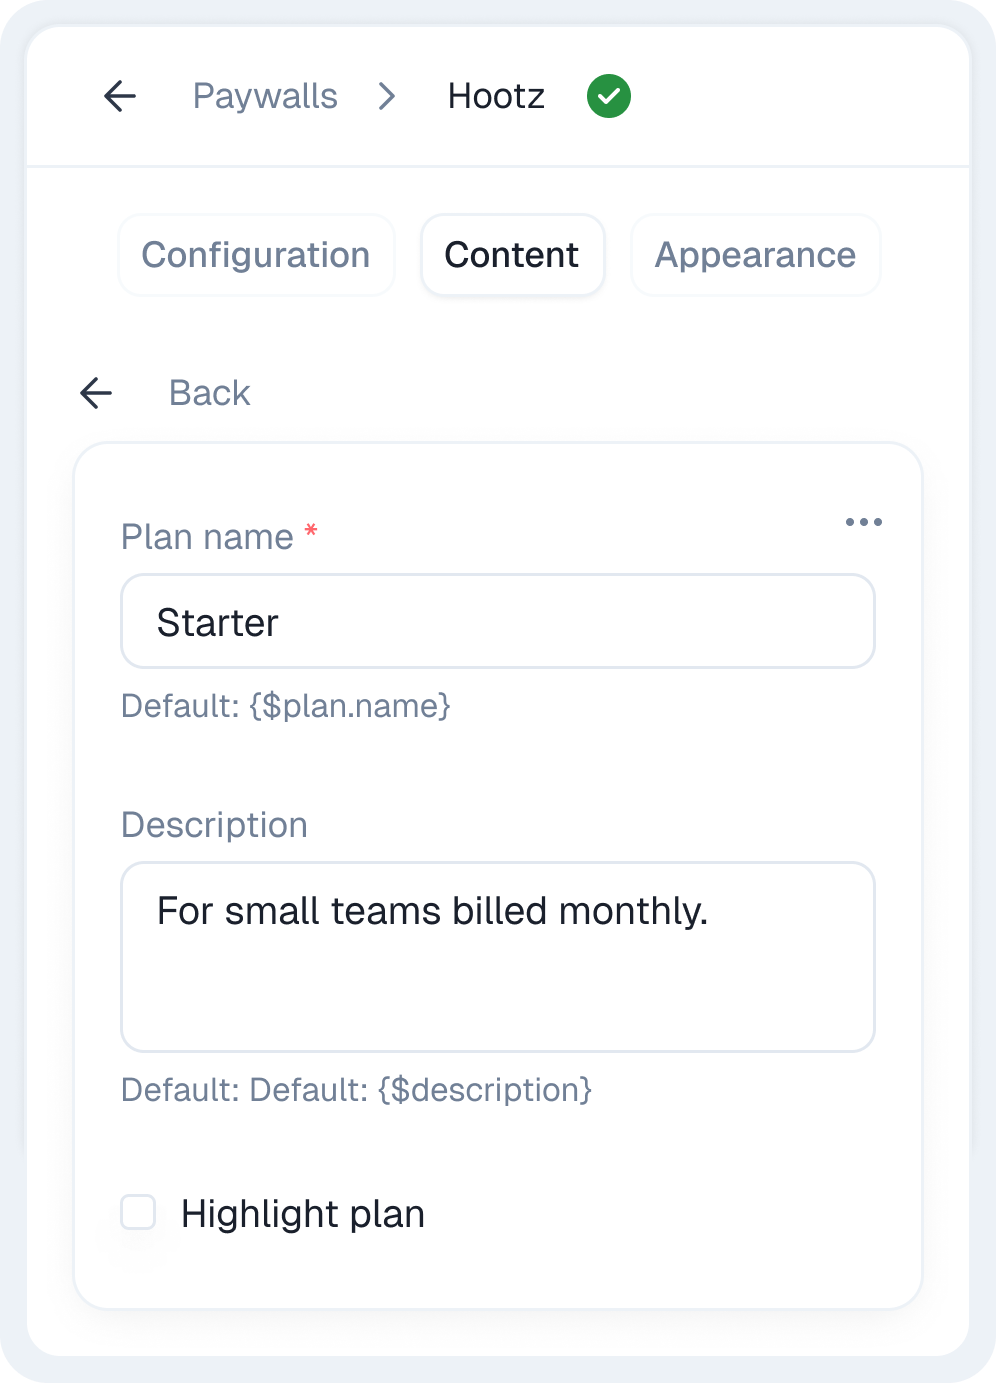 Paywalls > Hootz
Configuration Content Appearance
Back
Plan name *
Starter
Default: {$plan.name}
Description
For small teams billed monthly.
Default: Default: {$description}
Highlight plan